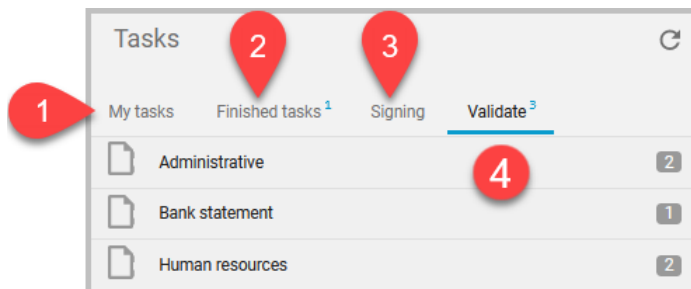 Tasks
2
3
1
My tasks
Finished tasks 1
Signing
Validate 3
Administrative
2
4
Bank statement
1
Human resources
2